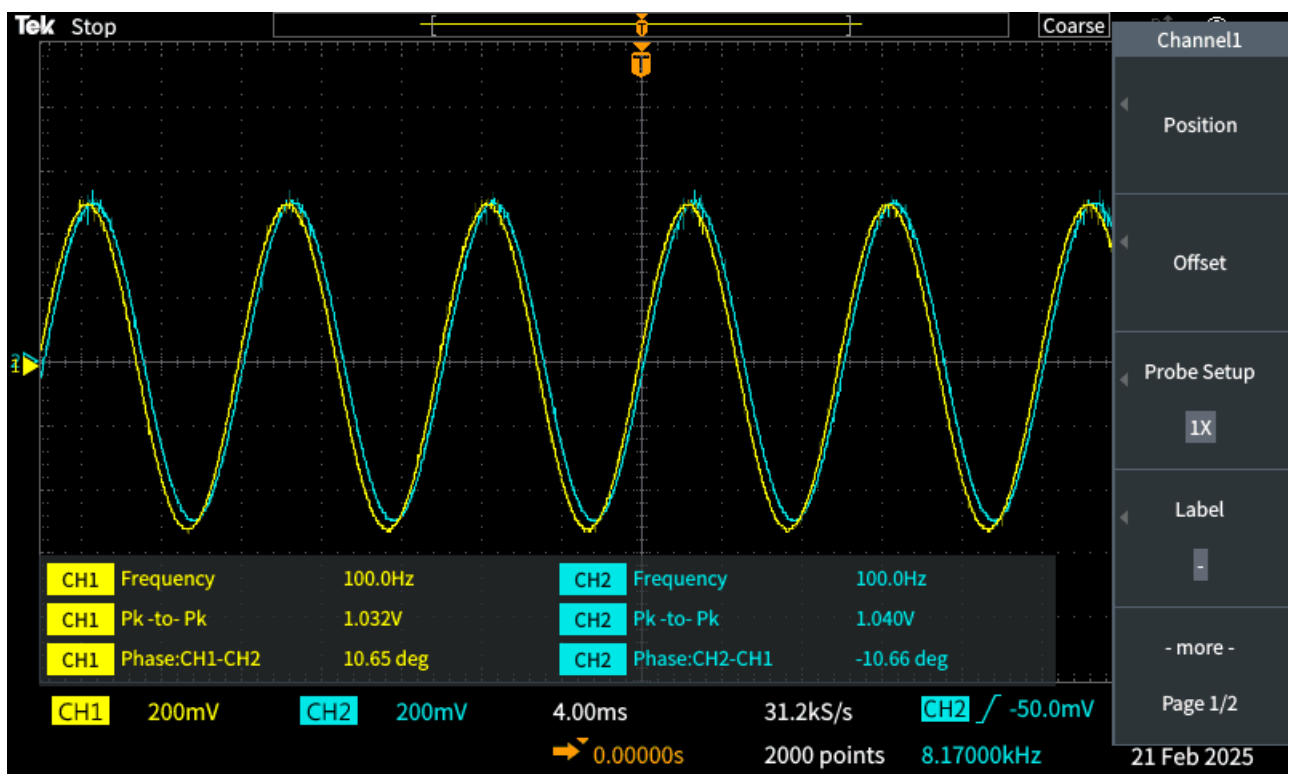 Tek Stop
T
Coarse
T
Channel1
Position
Offset
Probe Setup
1X
Label
-
- more -
Page 1/2
1
CH1 Frequency 100.0Hz CH2 Frequency 100.0Hz
CH1 Pk -to- Pk 1.032V CH2 Pk -to- Pk 1.040V
CH1 Phase:CH1-CH2 10.65 deg CH2 Phase:CH2-CH1 -10.66 deg
CH1 200mV CH2 200mV 4.00ms 31.2kS/s CH2 -50.0mV
0.00000s 2000 points 8.17000kHz 21 Feb 2025